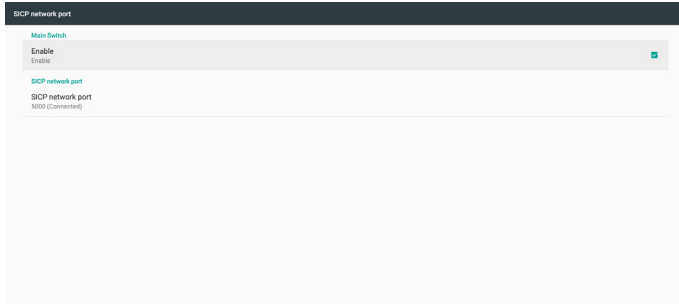 SICP network port
Main Switch
Enable
Enable
SICP network port
SICP network port
5000 (Connected)